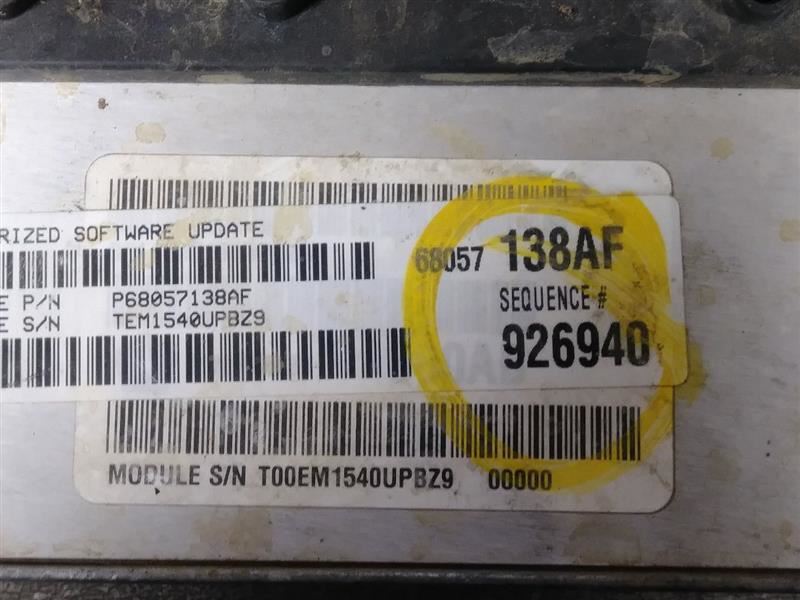 RIZED SOFTWARE UPDATE
68057 138AF
E P/N P68057138AF
E S/N TEM1540UPBZ9
SEQUENCE #
926940
MODULE S/N T00EM1540UPBZ9 00000